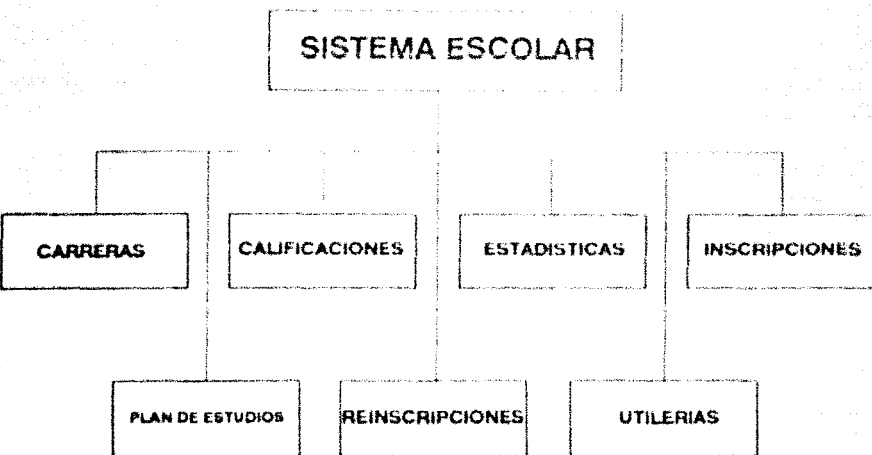 SISTEMA ESCOLAR
CARRERAS
CALIFICACIONES
ESTADISTICAS
INSCRIPCIONES
PLAN DE ESTUDIOS
REINSCRIPCIONES
UTILERIAS